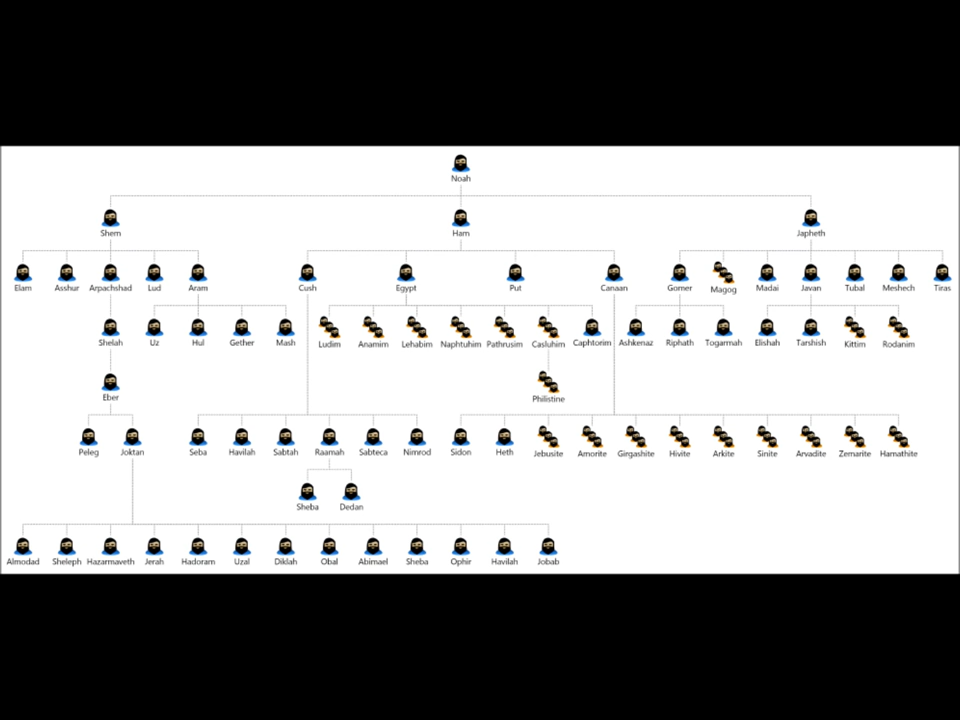 Noah
Shem Ham Japheth
Elam Asshur Arpachshad Lud Aram Cush Egypt Put Canaan Gomer Magog Madai Javan Tubal Meshech Tiras
Shelah Uz Hul Gether Mash Ludim Anamim Lehabim Naphtuhim Pathrusim Casluhim Caphtorim Ashkenaz Riphath Togarmah Elishah Tarshish Kittim Rodanim
Eber Philistine
Peleg Joktan Seba Havilah Sabtah Raamah Sabteca Nimrod Sidon Heth Jebusite Amorite Girgashite Hivite Arkite Sinite Arvadite Zemarite Hamathite
Sheba Dedan
Almodad Sheleph Hazarmaveth Jerah Hadoram Uzal Diklah Obal Abimael Sheba Ophir Havilah Jobab